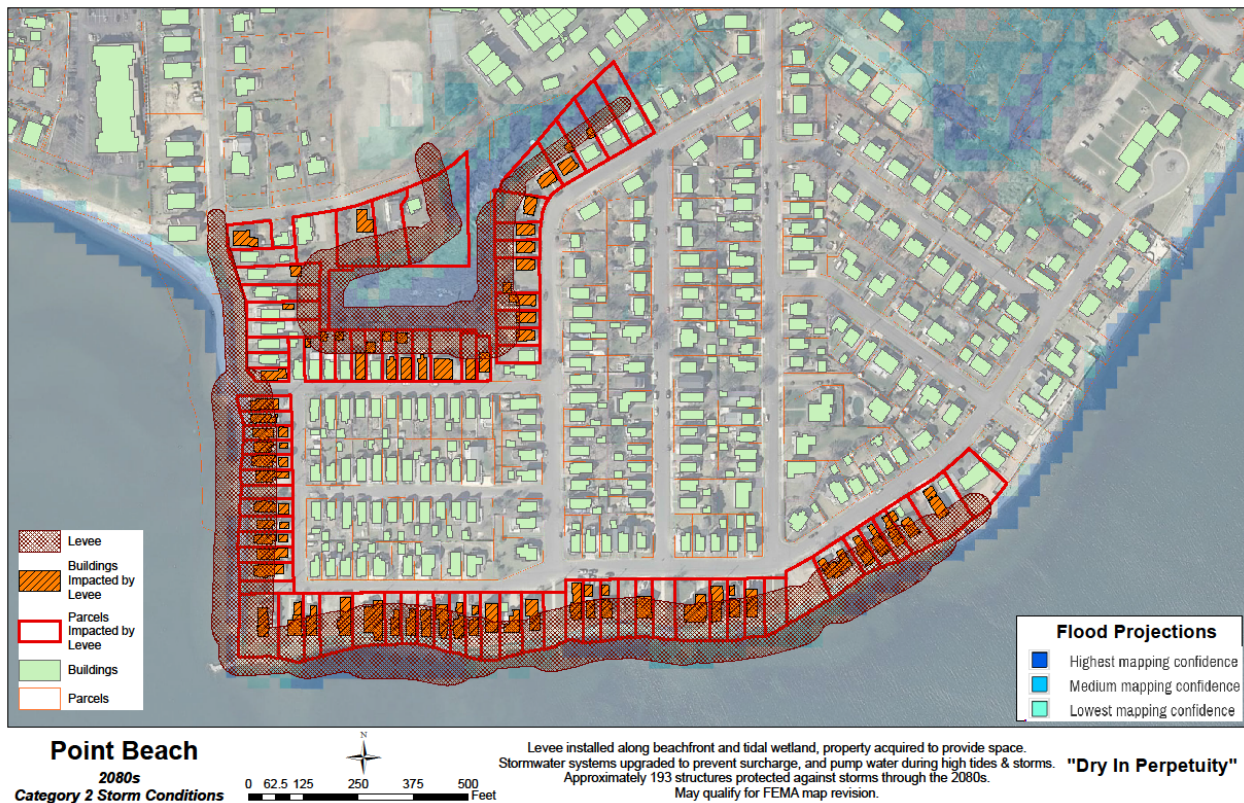 Levee
Buildings
Impacted by
Levee
Parcels
Impacted by
Levee
Buildings
Parcels
Flood Projections
Highest mapping confidence
Medium mapping confidence
Lowest mapping confidence
Point Beach
2080s
Category 2 Storm Conditions
N
0 62.5 125 250 375 500
Feet
Levee installed along beachfront and tidal wetland, property acquired to provide space.
Stormwater systems upgraded to prevent surcharge, and pump water during high tides & storms.
Approximately 193 structures protected against storms through the 2080s.
May qualify for FEMA map revision.
"Dry In Perpetuity"